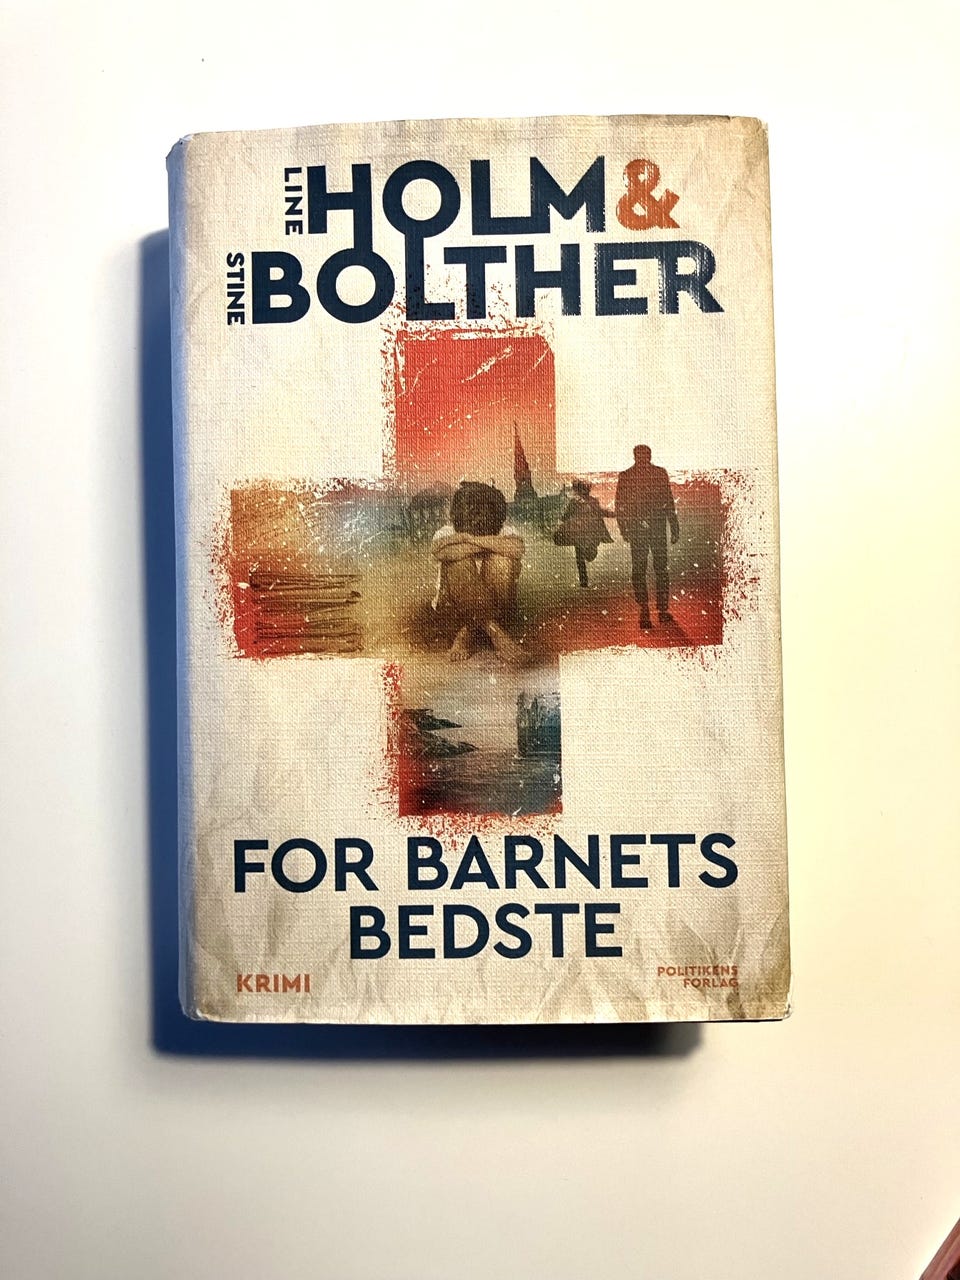 LINE HOLM &
STINE BOLTHER
FOR BARNETS
BEDSTE
KRIMI
POLITIKENS
FORLAG